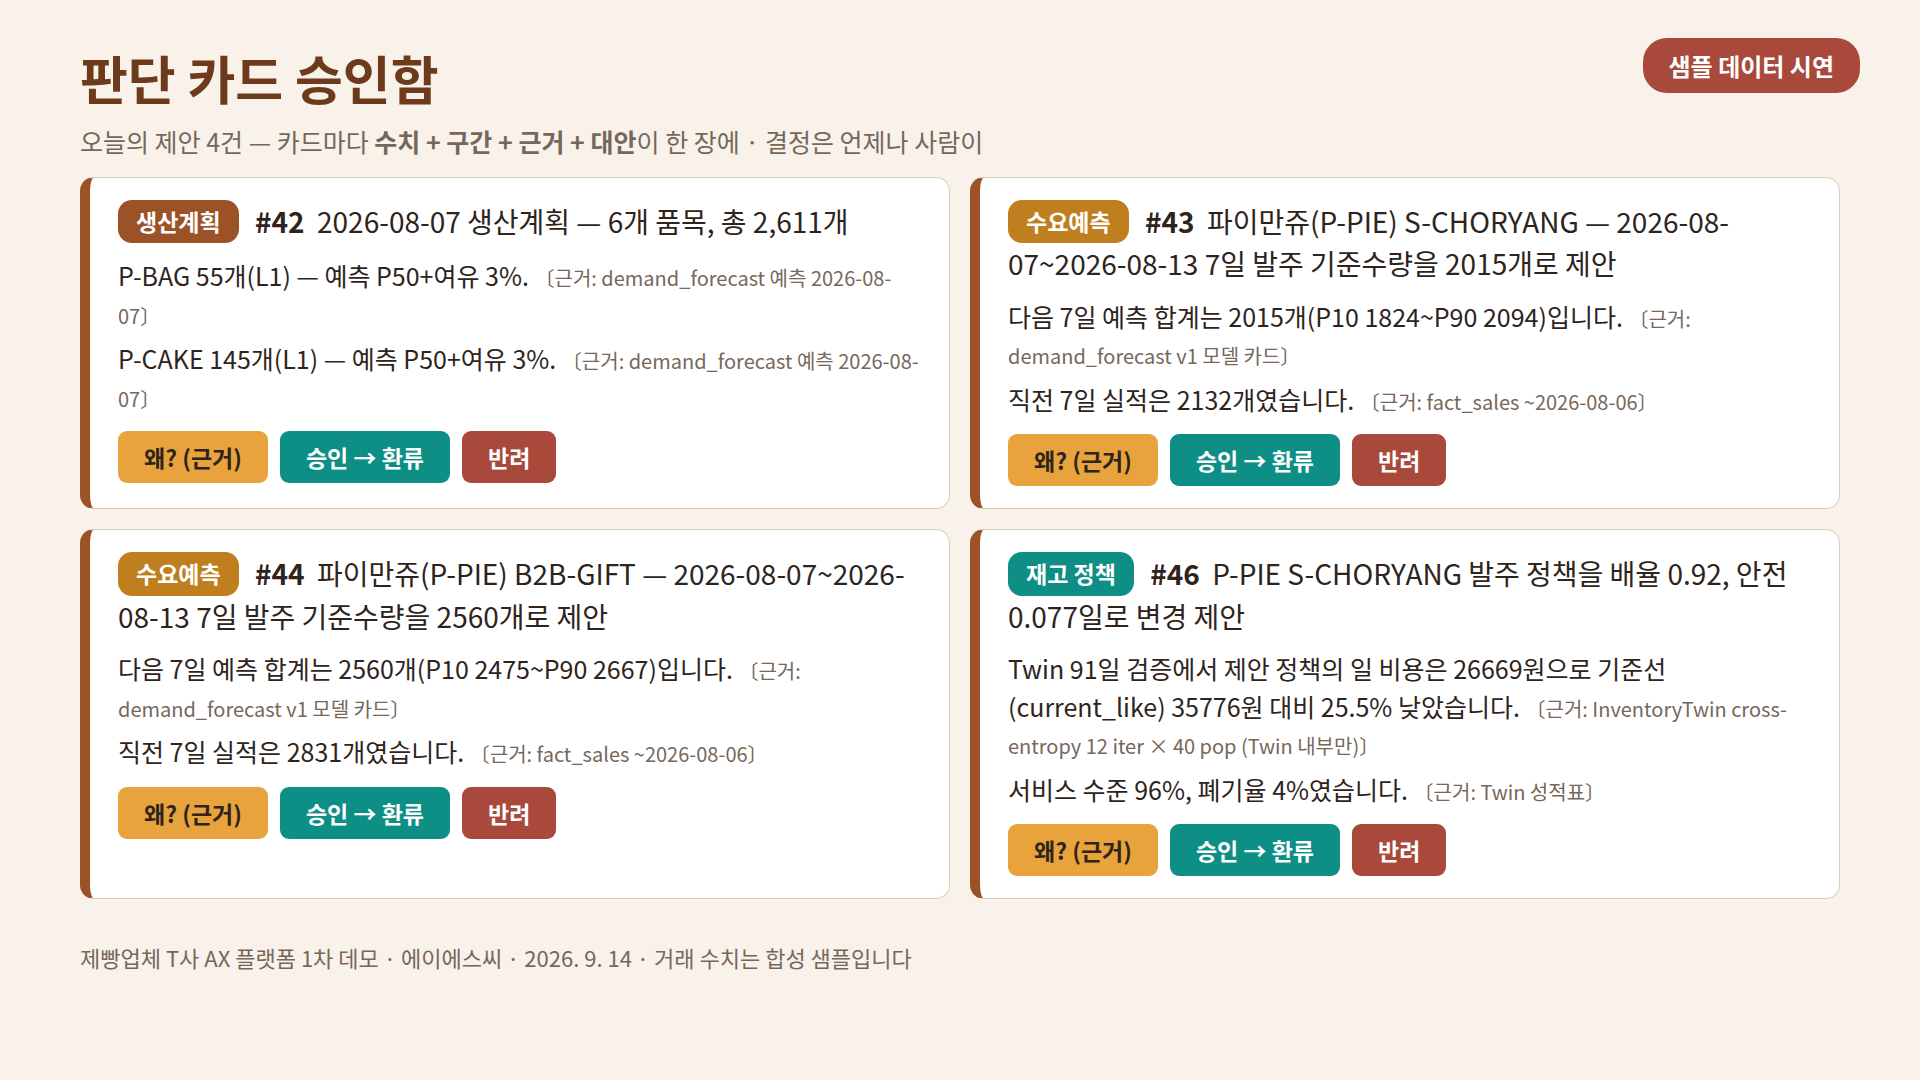 판단 카드 승인함
샘플 데이터 시연
오늘의 제안 4건 — 카드마다 수치 + 구간 + 근거 + 대안이 한 장에 · 결정은 언제나 사람이
생산계획 #42 2026-08-07 생산계획 — 6개 품목, 총 2,611개
P-BAG 55개(L1) — 예측 P50+여유 3%. 〔근거: demand_forecast 예측 2026-08-
07〕
P-CAKE 145개(L1) — 예측 P50+여유 3%. 〔근거: demand_forecast 예측 2026-08-
07〕
왜? (근거) 승인 → 환류 반려
수요예측 #43 파이만쥬(P-PIE) S-CHORYANG — 2026-08-
07~2026-08-13 7일 발주 기준수량을 2015개로 제안
다음 7일 예측 합계는 2015개(P10 1824~P90 2094)입니다. 〔근거:
demand_forecast v1 모델 카드〕
직전 7일 실적은 2132개였습니다. 〔근거: fact_sales ~2026-08-06〕
왜? (근거) 승인 → 환류 반려
수요예측 #44 파이만쥬(P-PIE) B2B-GIFT — 2026-08-07~2026-
08-13 7일 발주 기준수량을 2560개로 제안
다음 7일 예측 합계는 2560개(P10 2475~P90 2667)입니다. 〔근거:
demand_forecast v1 모델 카드〕
직전 7일 실적은 2831개였습니다. 〔근거: fact_sales ~2026-08-06〕
왜? (근거) 승인 → 환류 반려
재고 정책 #46 P-PIE S-CHORYANG 발주 정책을 배율 0.92, 안전
0.077일로 변경 제안
Twin 91일 검증에서 제안 정책의 일 비용은 26669원으로 기준선
(current_like) 35776원 대비 25.5% 낮았습니다. 〔근거: InventoryTwin cross-
entropy 12 iter × 40 pop (Twin 내부만)〕
서비스 수준 96%, 폐기율 4%였습니다. 〔근거: Twin 성적표〕
왜? (근거) 승인 → 환류 반려
제빵업체 T사 AX 플랫폼 1차 데모 · 에이에스씨 · 2026. 9. 14 · 거래 수치는 합성 샘플입니다